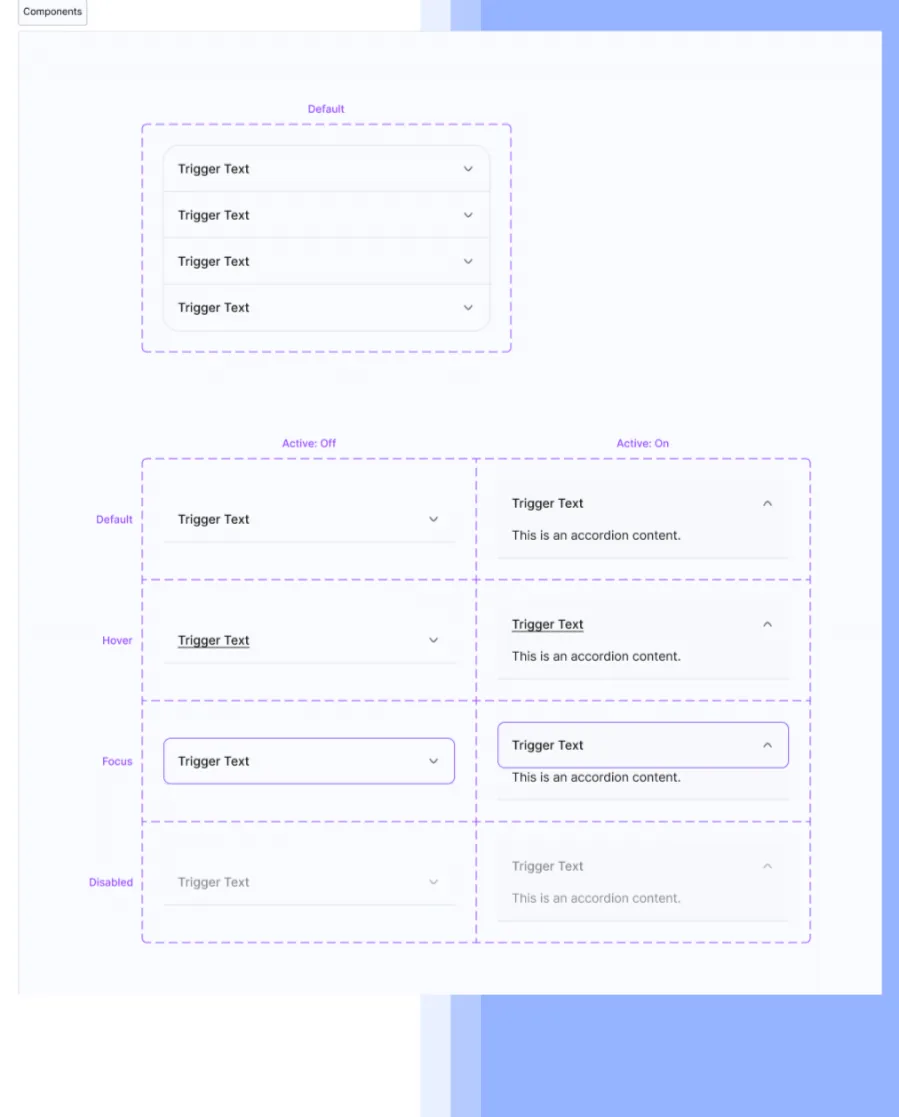 Components
Default
Trigger Text
Trigger Text
Trigger Text
Trigger Text
Active: Off
Active: On
Default
Trigger Text
Trigger Text
This is an accordion content.
Hover
Trigger Text
Trigger Text
This is an accordion content.
Focus
Trigger Text
Trigger Text
This is an accordion content.
Disabled
Trigger Text
Trigger Text
This is an accordion content.